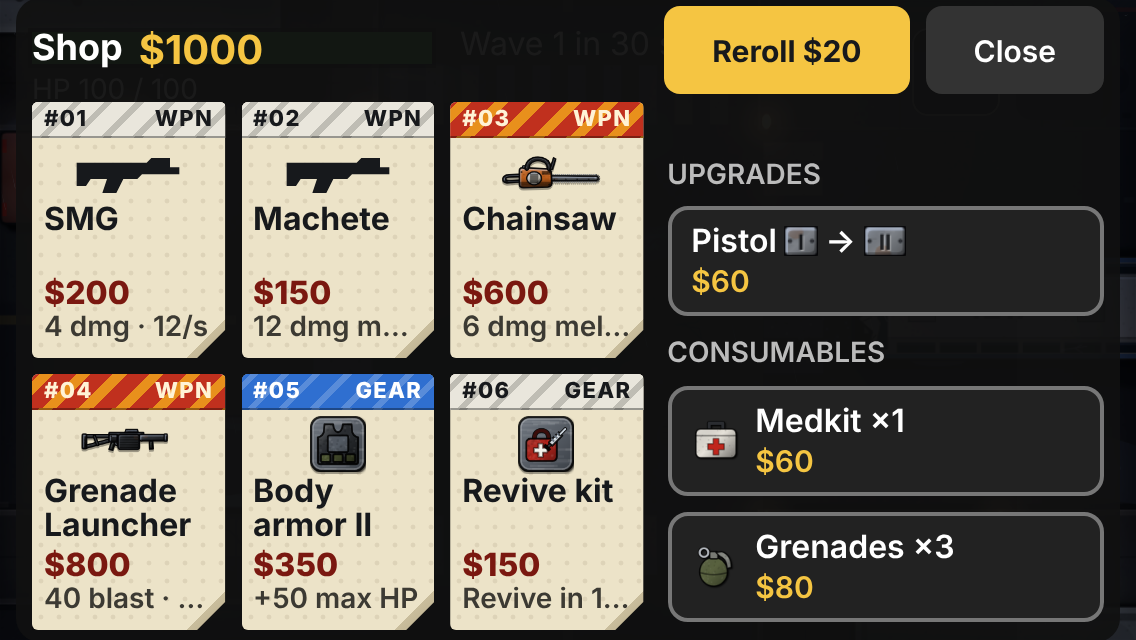 Shop $1000
Wave 1 in 30
HP 100 / 100
Reroll $20
Close
#01 WPN
SMG
$200
4 dmg · 12/s
#02 WPN
Machete
$150
12 dmg m...
#03 WPN
Chainsaw
$600
6 dmg mel...
#04 WPN
Grenade
Launcher
$800
40 blast · ...
#05 GEAR
Body
armor II
$350
+50 max HP
#06 GEAR
Revive kit
$150
Revive in 1...
UPGRADES
Pistol I → II
$60
CONSUMABLES
Medkit ×1
$60
Grenades ×3
$80